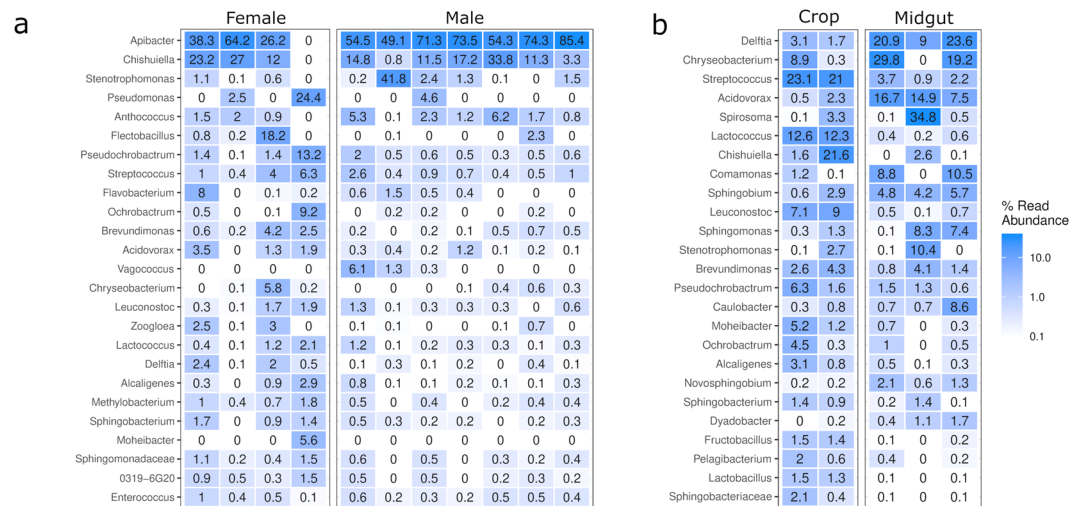 a
Female Male
Apibacter 38.3 64.2 26.2 0 54.5 49.1 71.3 73.5 54.3 74.3 85.4
Chishuiella 23.2 27 12 0 14.8 0.8 11.5 17.2 33.8 11.3 3.3
Stenotrophomonas 1.1 0.1 0.6 0 0.2 41.8 2.4 1.3 0.1 0 1.5
Pseudomonas 0 2.5 0 24.4 0 0 4.6 0 0 0 0
Anthococcus 1.5 2 0.9 0 5.3 0.1 2.3 1.2 6.2 1.7 0.8
Flectobacillus 0.8 0.2 18.2 0 0 0.1 0 0 0 2.3 0
Pseudochrobactrum 1.4 0.1 1.4 13.2 2 0.5 0.6 0.5 0.3 0.5 0.6
Streptococcus 1 0.4 4 6.3 2.6 0.4 0.9 0.7 0.4 0.5 1
Flavobacterium 8 0 0.1 0.2 0.6 1.5 0.5 0.4 0 0 0
Ochrobactrum 0.5 0 0.1 9.2 0 0.2 0.2 0 0 0.2 0
Brevundimonas 0.6 0.2 4.2 2.5 0.2 0 0.2 0.1 0.5 0.7 0.5
Acidovorax 3.5 0 1.3 1.9 0.3 0.4 0.2 1.2 0.1 0.2 0.1
Vagococcus 0 0 0 0 6.1 1.3 0.3 0 0 0 0
Chryseobacterium 0 0.1 5.8 0.2 0 0 0 0.1 0.4 0.6 0.3
Leuconostoc 0.3 0.1 1.7 1.9 1.3 0.1 0.3 0.3 0.3 0 0.6
Zoogloea 2.5 0.1 3 0 0.1 0.1 0 0 0.1 0.7 0
Lactococcus 0.4 0.1 1.2 2.1 1.2 0.1 0.2 0.3 0.4 0.1 0.3
Delftia 2.4 0.1 2 0.5 0.1 0.3 0.1 0.2 0 0.4 0.1
Alcaligenes 0.3 0 0.9 2.9 0.8 0.1 0.1 0.2 0.1 0.1 0.3
Methylobacterium 1 0.4 0.7 1.8 0.5 0 0.4 0 0.2 0.4 0.4
Sphingobacterium 1.7 0 0.9 1.4 0.5 0.3 0.2 0.2 0 0.2 0.3
Moheibacter 0 0 0 5.6 0 0 0 0 0 0 0
Sphingomonadaceae 1.1 0.2 0.4 1.5 0.6 0 0.5 0 0.3 0.2 0.4
0319−6G20 0.9 0.5 0.3 1.5 0.5 0 0.5 0 0.2 0.3 0.2
Enterococcus 1 0.4 0.5 0.1 0.6 0.2 0.3 0.2 0.5 0.5 0.4
b
Crop Midgut
Delftia 3.1 1.7 20.9 9 23.6
Chryseobacterium 8.9 0.3 29.8 0 19.2
Streptococcus 23.1 21 3.7 0.9 2.2
Acidovorax 0.5 2.3 16.7 14.9 7.5
Spirosoma 0.1 3.3 0.1 34.8 0.5
Lactococcus 12.6 12.3 0.4 0.2 0.6
Chishuiella 1.6 21.6 0 2.6 0.1
Comamonas 1.2 0.1 8.8 0 10.5
Sphingobium 0.6 2.9 4.8 4.2 5.7
Leuconostoc 7.1 9 0.5 0.1 0.7
Sphingomonas 0.3 1.3 0 8.3 7.4
Stenotrophomonas 0.1 2.7 0.1 10.4 0
Brevundimonas 2.6 4.3 0.8 4.1 1.4
Pseudochrobactrum 6.3 1.6 1.5 1.3 0.6
Caulobacter 0.3 0.8 0.7 0.7 8.6
Moheibacter 5.2 1.2 0.7 0 0.3
Ochrobactrum 4.5 0.3 1 0 0.5
Alcaligenes 3.1 0.8 0.5 0.1 0.3
Novosphingobium 0.2 0.2 2.1 0.6 1.3
Sphingobacterium 1.4 0.9 0.2 1.4 0.1
Dyadobacter 0 0.2 0.4 1.1 1.7
Fructobacillus 1.5 1.4 0.1 0 0.2
Pelagibacterium 2 0.6 0.4 0 0.2
Lactobacillus 1.5 1.3 0.1 0 0.1
Sphingobacteriaceae 2.1 0.4 0.1 0 0.1
% Read
Abundance
10.0
1.0
0.1